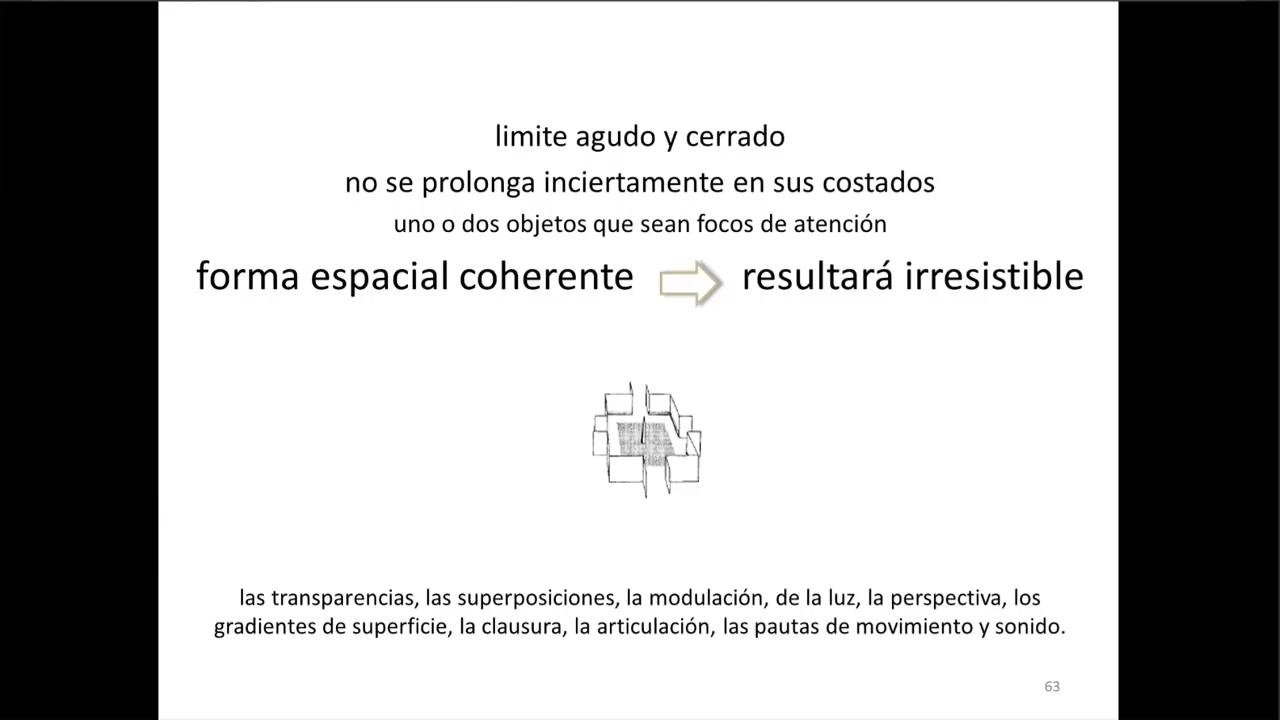 limite agudo y cerrado
no se prolonga inciertamente en sus costados
uno o dos objetos que sean focos de atención
forma espacial coherente resultará irresistible
las transparencias, las superposiciones, la modulación, de la luz, la perspectiva, los
gradientes de superficie, la clausura, la articulación, las pautas de movimiento y sonido.
63